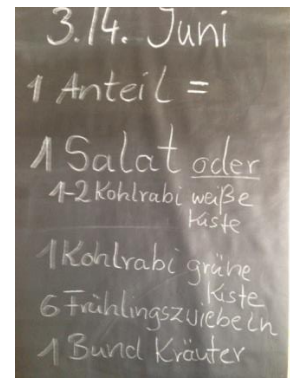 3./4. Juni
1 Anteil =
1 Salat oder
1-2 Kohlrabi weiße
Kiste
1 Kohlrabi grüne
Kiste
6 Frühlingszwiebeln
1 Bund Kräuter